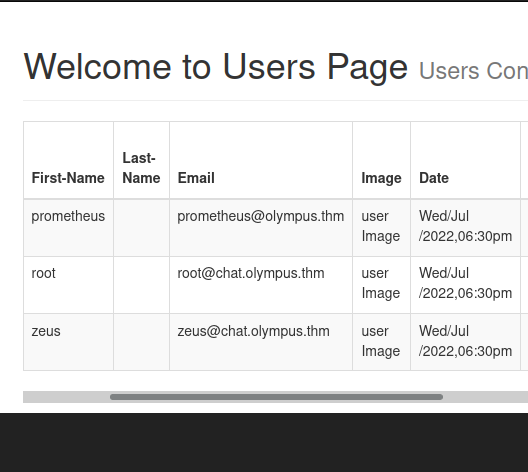 Welcome to Users Page Users Con
First-Name Last-Name Email Image Date
prometheus prometheus@olympus.thm user Image Wed/Jul /2022,06:30pm
root root@chat.olympus.thm user Image Wed/Jul /2022,06:30pm
zeus zeus@chat.olympus.thm user Image Wed/Jul /2022,06:30pm